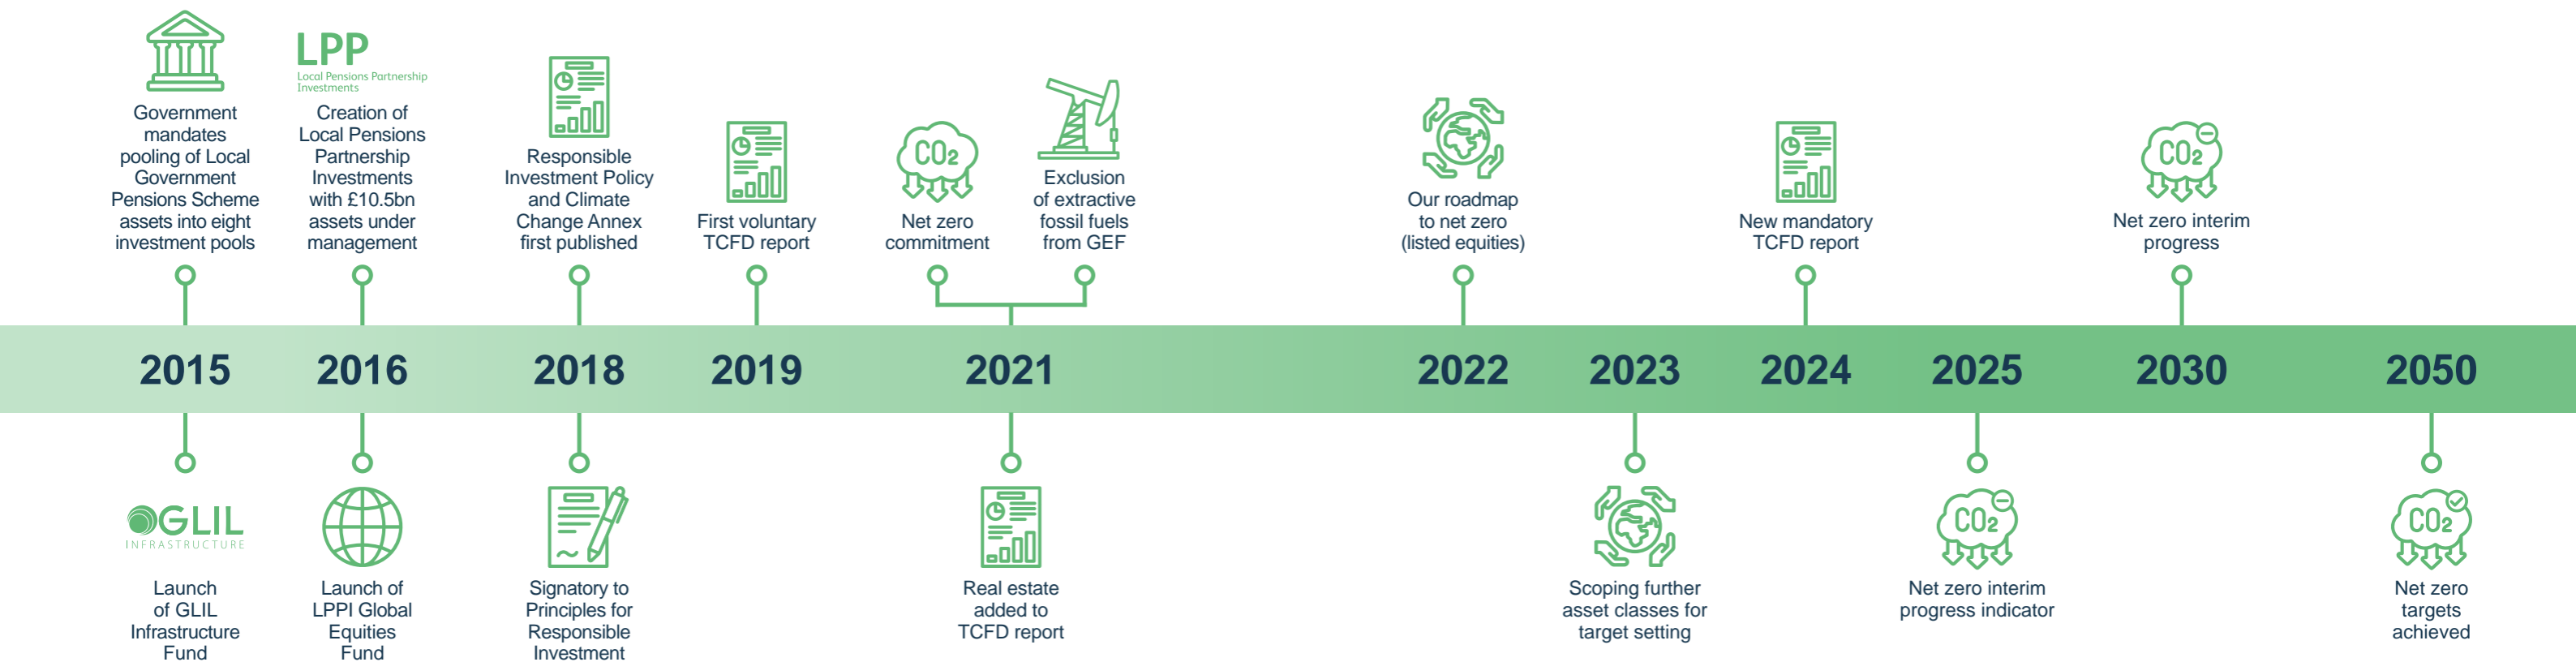 Government
mandates
pooling of Local
Government
Pensions Scheme
assets into eight
investment pools
LPP
Local Pensions Partnership
Investments
Creation of
Local Pensions
Partnership
Investments
with £10.5bn
assets under
management
Responsible
Investment Policy
and Climate
Change Annex
first published
First voluntary
TCFD report
CO2
Net zero
commitment
Exclusion
of extractive
fossil fuels
from GEF
Our roadmap
to net zero
(listed equities)
New mandatory
TCFD report
CO2
Net zero interim
progress
2015 2016 2018 2019 2021 2022 2023 2024 2025 2030 2050
GLIL
INFRASTRUCTURE
Launch
of GLIL
Infrastructure
Fund
Launch of
LPPI Global
Equities
Fund
Signatory to
Principles for
Responsible
Investment
Real estate
added to
TCFD report
Scoping further
asset classes for
target setting
CO2
Net zero interim
progress indicator
CO2
Net zero
targets
achieved